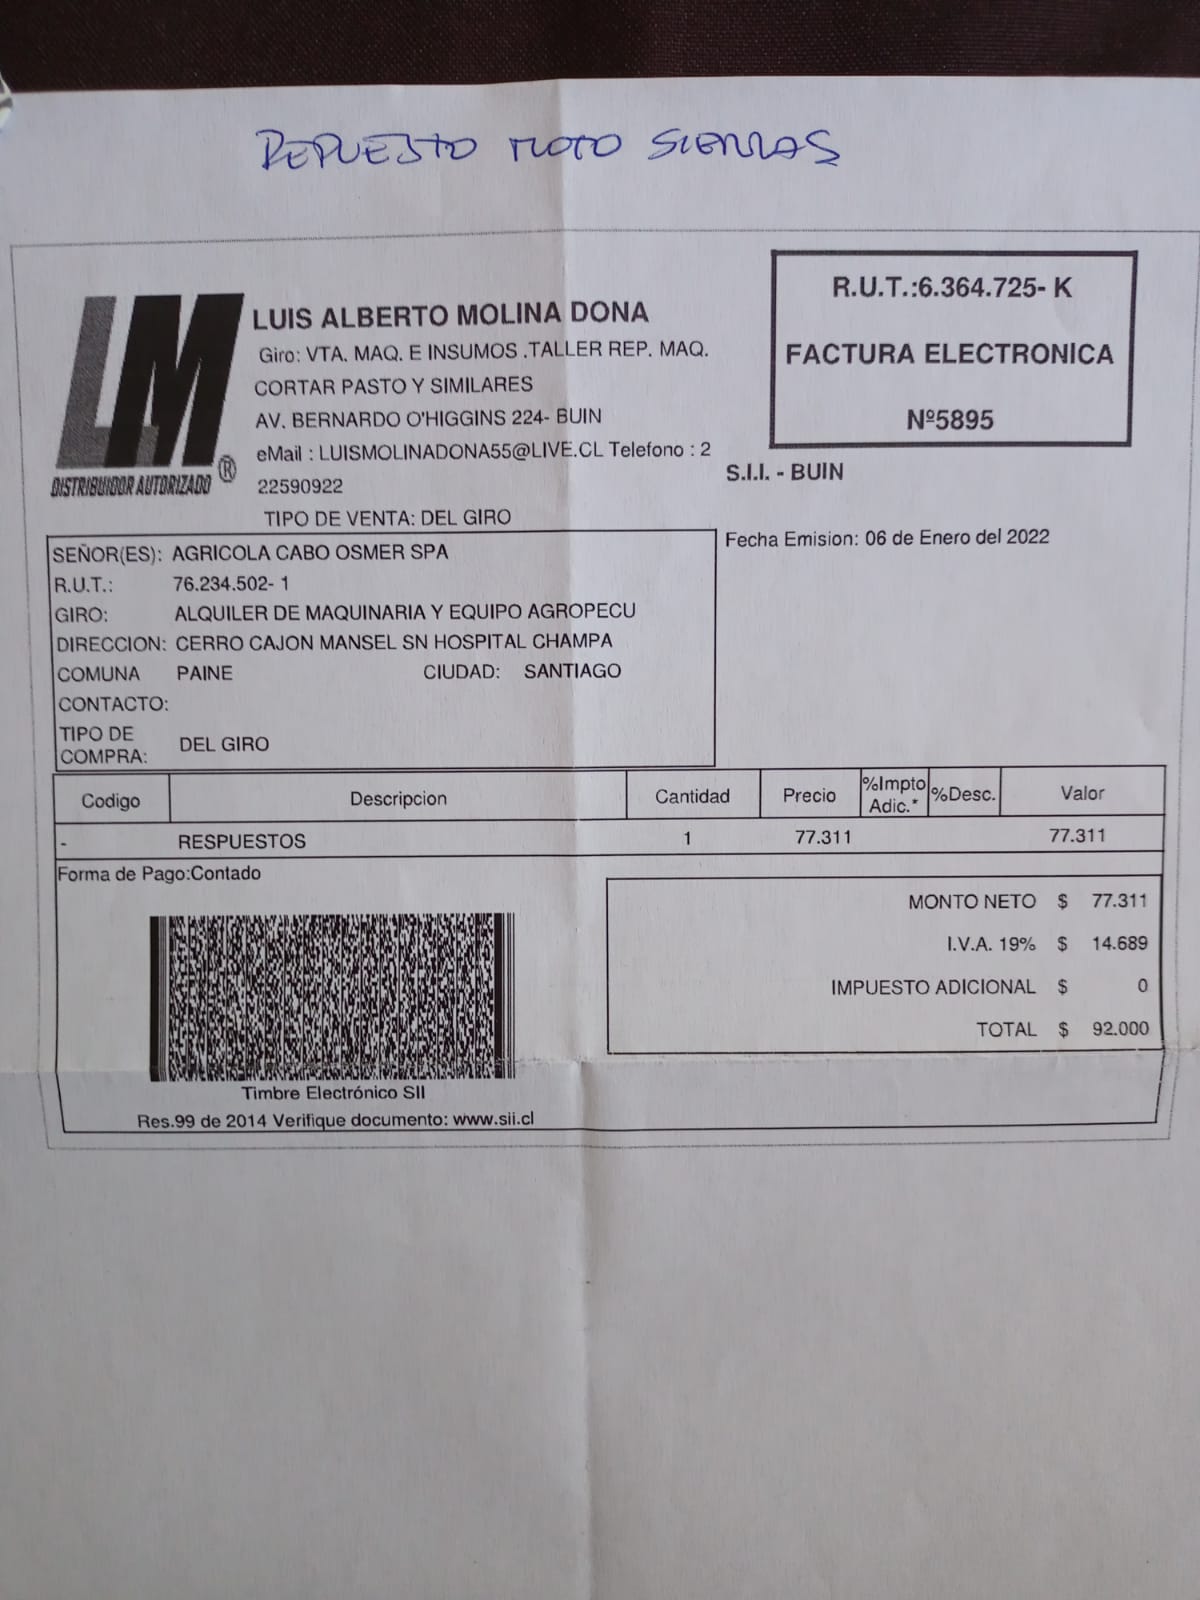 REPUESTO MOTO SIERRAS
LM
DISTRIBUIDOR AUTORIZADO ®
LUIS ALBERTO MOLINA DONA
Giro: VTA. MAQ. E INSUMOS .TALLER REP. MAQ.
CORTAR PASTO Y SIMILARES
AV. BERNARDO O'HIGGINS 224- BUIN
eMail : LUISMOLINADONA55@LIVE.CL Telefono : 2
22590922
TIPO DE VENTA: DEL GIRO
R.U.T.:6.364.725- K
FACTURA ELECTRONICA
Nº5895
S.I.I. - BUIN
Fecha Emision: 06 de Enero del 2022
SEÑOR(ES): AGRICOLA CABO OSMER SPA
R.U.T.: 76.234.502- 1
GIRO: ALQUILER DE MAQUINARIA Y EQUIPO AGROPECU
DIRECCION: CERRO CAJON MANSEL SN HOSPITAL CHAMPA
COMUNA PAINE CIUDAD: SANTIAGO
CONTACTO:
TIPO DE
COMPRA: DEL GIRO
Codigo Descripcion Cantidad Precio %Impto Adic.* %Desc. Valor
- RESPUESTOS 1 77.311 77.311
Forma de Pago:Contado
MONTO NETO $ 77.311
I.V.A. 19% $ 14.689
IMPUESTO ADICIONAL $ 0
TOTAL $ 92.000
Timbre Electrónico SII
Res.99 de 2014 Verifique documento: www.sii.cl